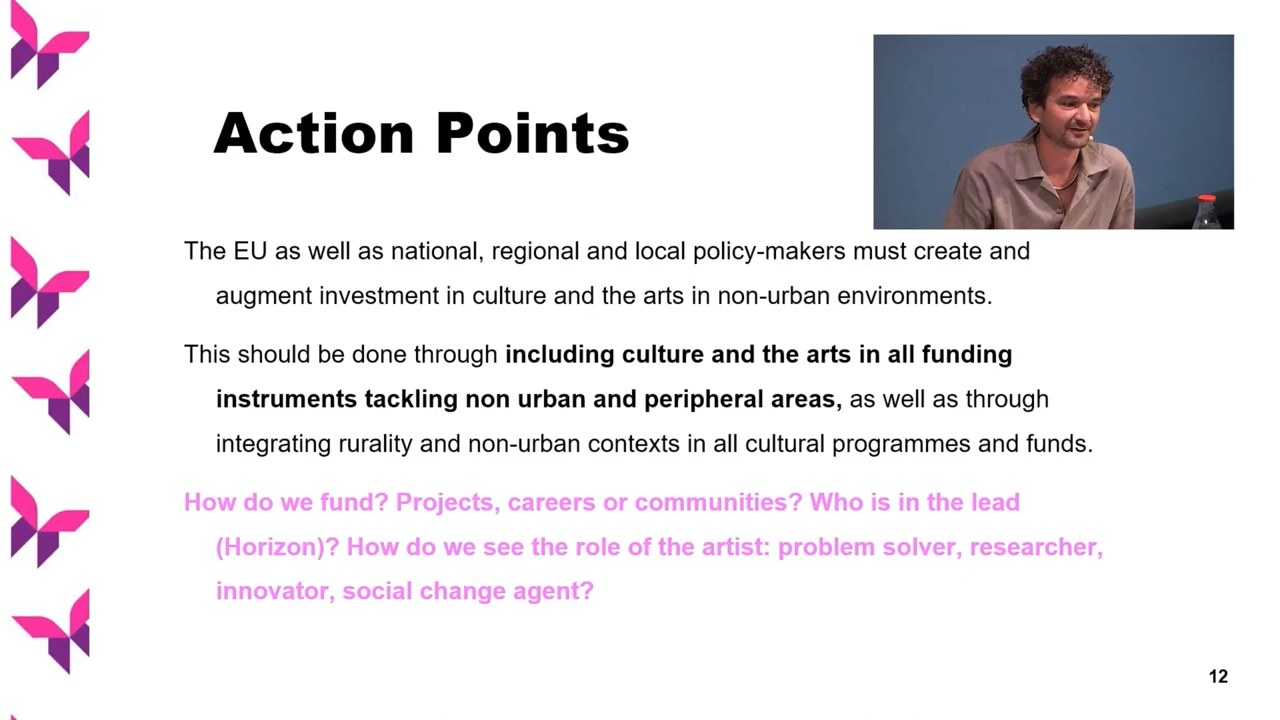 Action Points
The EU as well as national, regional and local policy-makers must create and
augment investment in culture and the arts in non-urban environments.
This should be done through including culture and the arts in all funding
instruments tackling non urban and peripheral areas, as well as through
integrating rurality and non-urban contexts in all cultural programmes and funds.
How do we fund? Projects, careers or communities? Who is in the lead
(Horizon)? How do we see the role of the artist: problem solver, researcher,
innovator, social change agent?
12